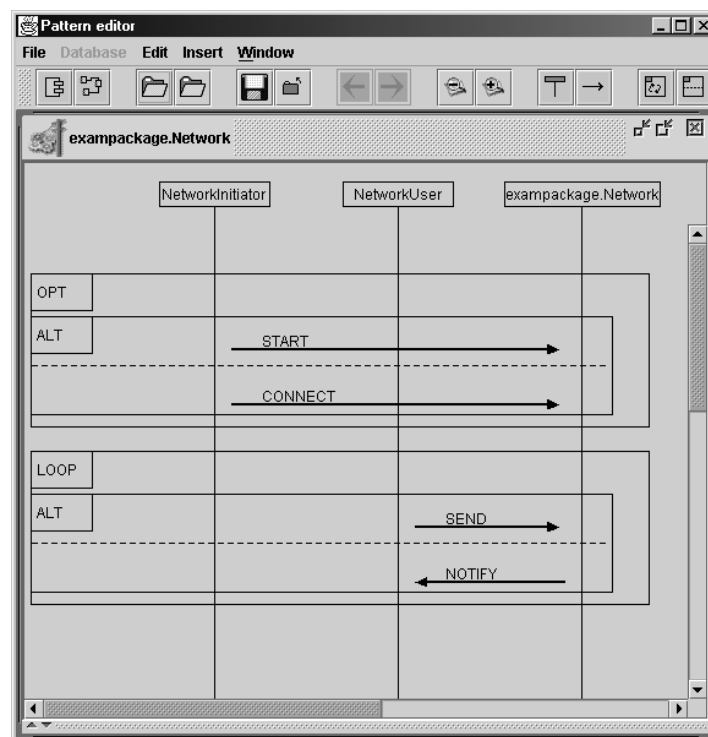 Pattern editor
File Database Edit Insert Window
exampackage.Network
NetworkInitiator NetworkUser exampackage.Network
OPT
ALT
START
CONNECT
LOOP
ALT
SEND
NOTIFY